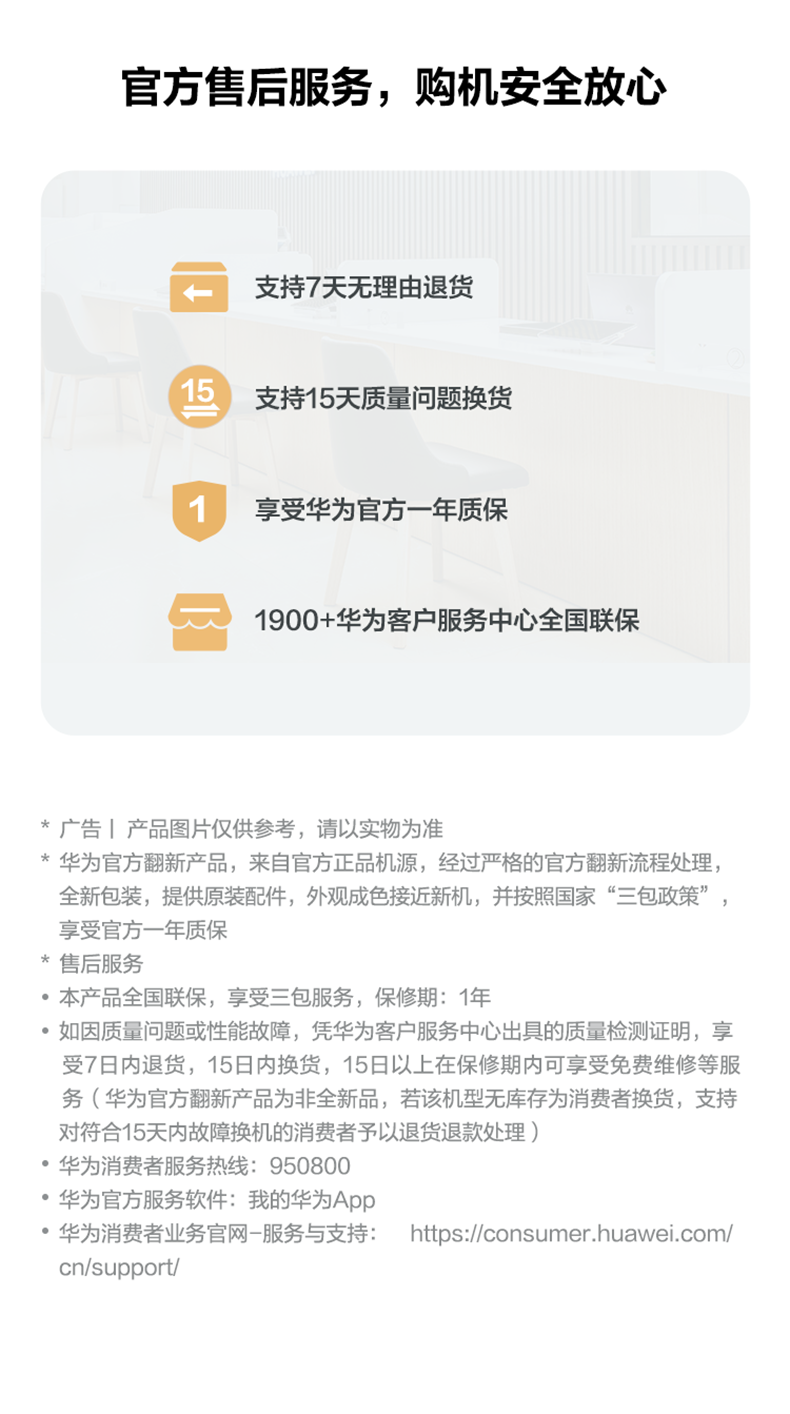 官方售后服务，购机安全放心
支持7天无理由退货
15
支持15天质量问题换货
1
享受华为官方一年质保
1900+华为客户服务中心全国联保
* 广告丨 产品图片仅供参考，请以实物为准
* 华为官方翻新产品，来自官方正品机源，经过严格的官方翻新流程处理，
全新包装，提供原装配件，外观成色接近新机，并按照国家“三包政策”，
享受官方一年质保
* 售后服务
• 本产品全国联保，享受三包服务，保修期：1年
• 如因质量问题或性能故障，凭华为客户服务中心出具的质量检测证明，享
受7日内退货，15日内换货，15日以上在保修期内可享受免费维修等服
务（华为官方翻新产品为非全新品，若该机型无库存为消费者换货，支持
对符合15天内故障换机的消费者予以退货退款处理）
• 华为消费者服务热线：950800
• 华为官方服务软件：我的华为App
• 华为消费者业务官网-服务与支持： https://consumer.huawei.com/
cn/support/